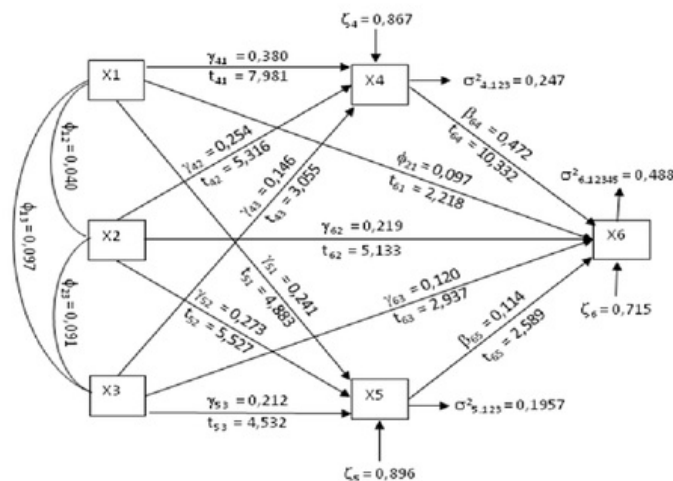 ζ4 = 0,867
X1
γ41 = 0,380
t41 = 7,981
X4
σ²4.123 = 0,247
ϕ12 = 0,040
γ42 = 0,254
t42 = 5,316
γ43 = 0,146
t43 = 3,055
ϕ21 = 0,097
t61 = 2,218
β64 = 0,472
t64 = 10,332
σ²6.12345 = 0,488
ϕ13 = 0,097
X2
γ62 = 0,219
t62 = 5,133
X6
γ51 = 0,241
t51 = 4,883
ϕ23 = 0,091
γ52 = 0,273
t52 = 5,527
γ63 = 0,120
t63 = 2,937
β65 = 0,114
t65 = 2,589
ζ6 = 0,715
X3
γ53 = 0,212
t53 = 4,532
X5
σ²5.123 = 0,1957
ζ5 = 0,896